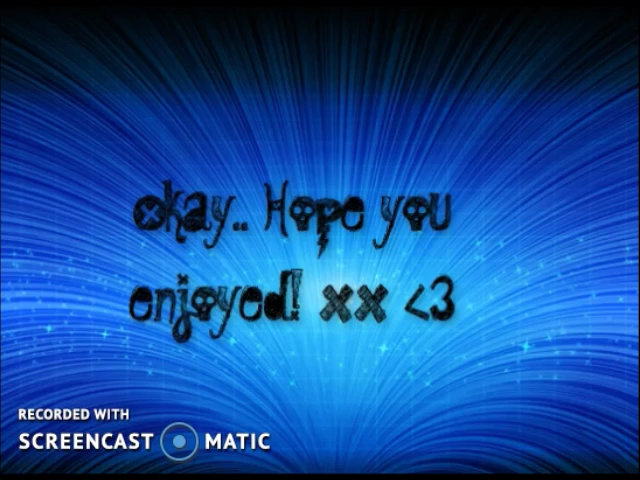 okay.. Hope you
enjoyed! xx <3
RECORDED WITH
SCREENCAST MATIC